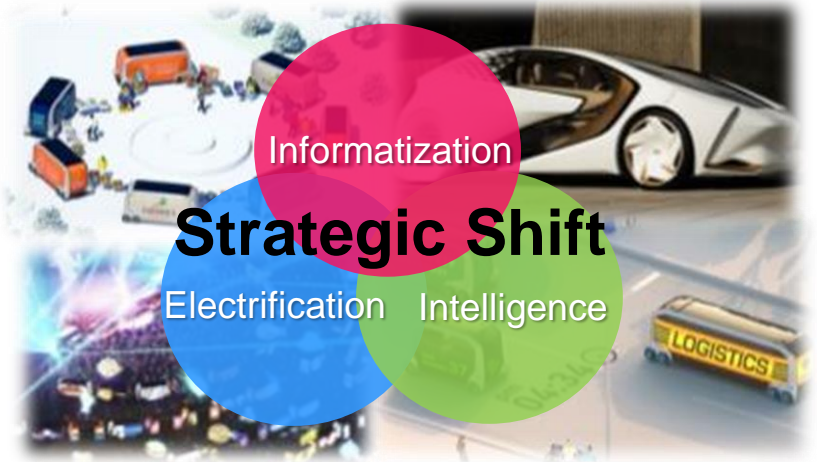 Informatization
Strategic Shift
Electrification
Intelligence
LOGISTICS